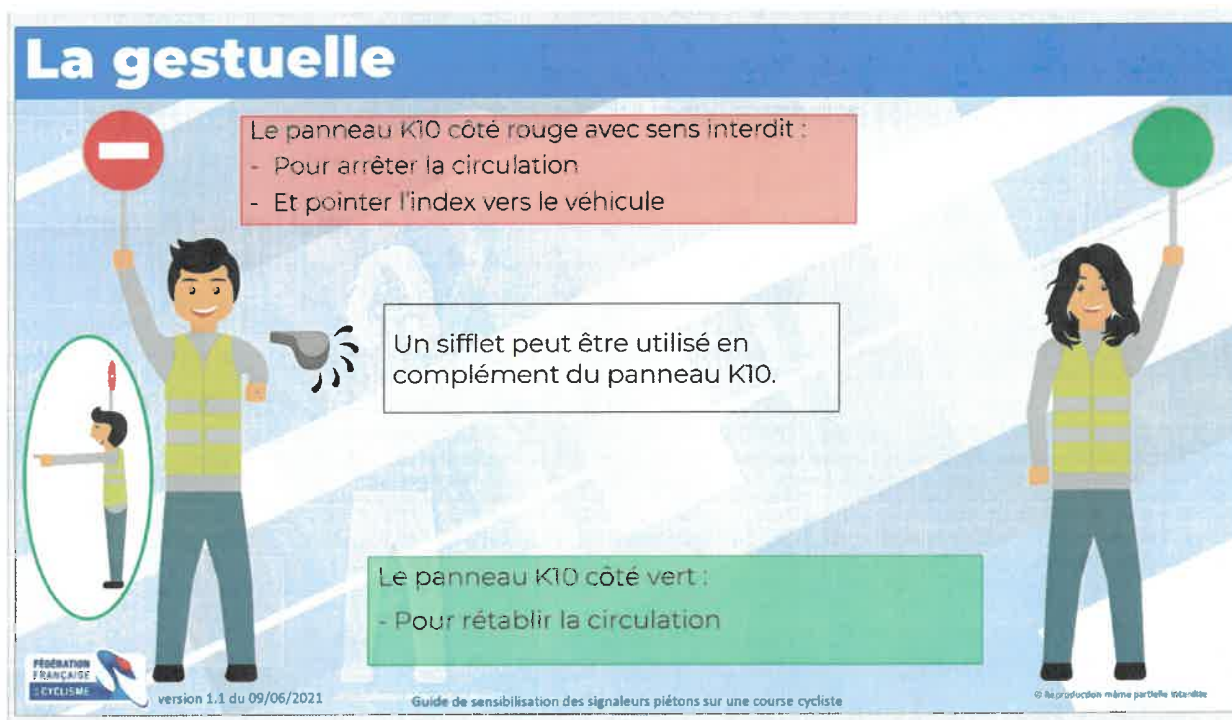 La gestuelle
Le panneau K10 côté rouge avec sens interdit :
- Pour arrêter la circulation
- Et pointer l'index vers le véhicule
Un sifflet peut être utilisé en
complément du panneau K10.
Le panneau K10 côté vert :
- Pour rétablir la circulation
FÉDÉRATION
FRANÇAISE
CYCLISME
version 1.1 du 09/06/2021
Guide de sensibilisation des signaleurs piétons sur une course cycliste
© Reproduction même partielle interdite